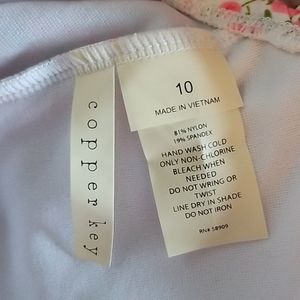 copper key
10
MADE IN VIETNAM
81% NYLON
19% SPANDEX
HAND WASH COLD
ONLY NON-CHLORINE
BLEACH WHEN
NEEDED
DO NOT WRING OR
TWIST
LINE DRY IN SHADE
DO NOT IRON
RN# 58909